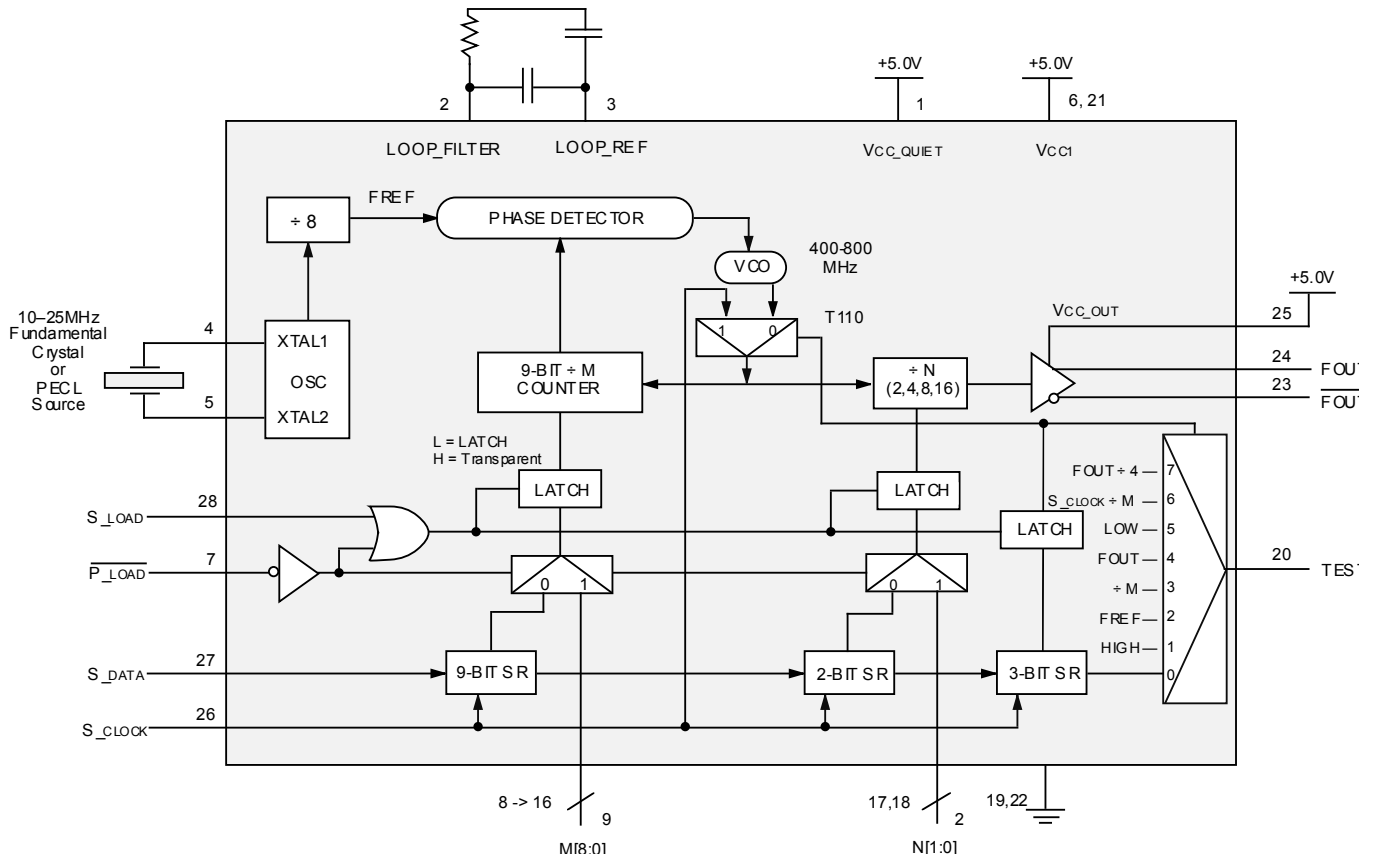 +5.0V
+5.0V
2
3
1
6, 21
LOOP_FILTER
LOOP_REF
VCC_QUIET
VCC1
÷ 8
FREF
PHASE DETECTOR
VCO
400-800
MHz
+5.0V
10–25MHz
Fundamental
Crystal
or
PECL
Source
4
5
XTAL1
OSC
XTAL2
1
0
T110
VCC_OUT
25
9-BIT ÷ M
COUNTER
÷ N
(2,4,8,16)
24
FOU
23
FOU
L = LATCH
H = Transparent
LATCH
LATCH
LATCH
FOUT ÷ 4
7
S_CLOCK ÷ M
6
LOW
5
FOUT
4
÷ M
3
FREF
2
HIGH
1
0
S_LOAD
28
P_LOAD
7
0
1
0
1
20
TES
S_DATA
27
9-BIT SR
2-BIT SR
3-BIT SR
S_CLOCK
26
8 -> 16
9
M[8:0]
17,18
2
N[1:0]
19,22